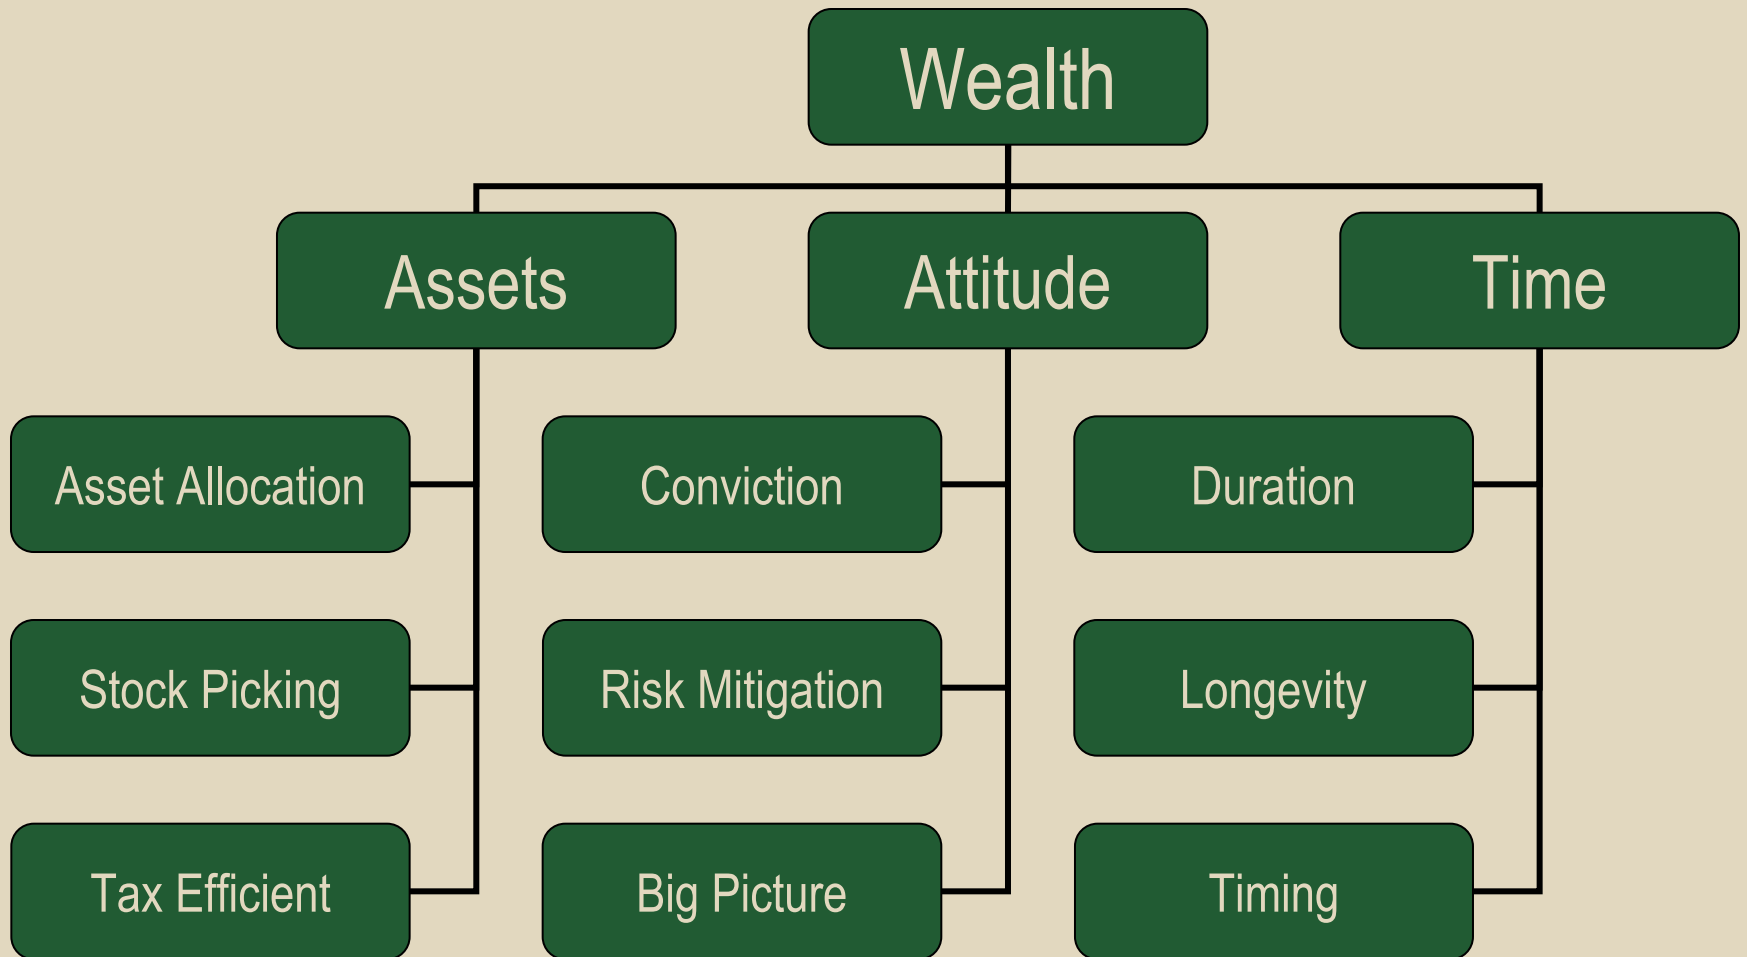 Wealth
Assets
Attitude
Time
Asset Allocation
Conviction
Duration
Stock Picking
Risk Mitigation
Longevity
Tax Efficient
Big Picture
Timing